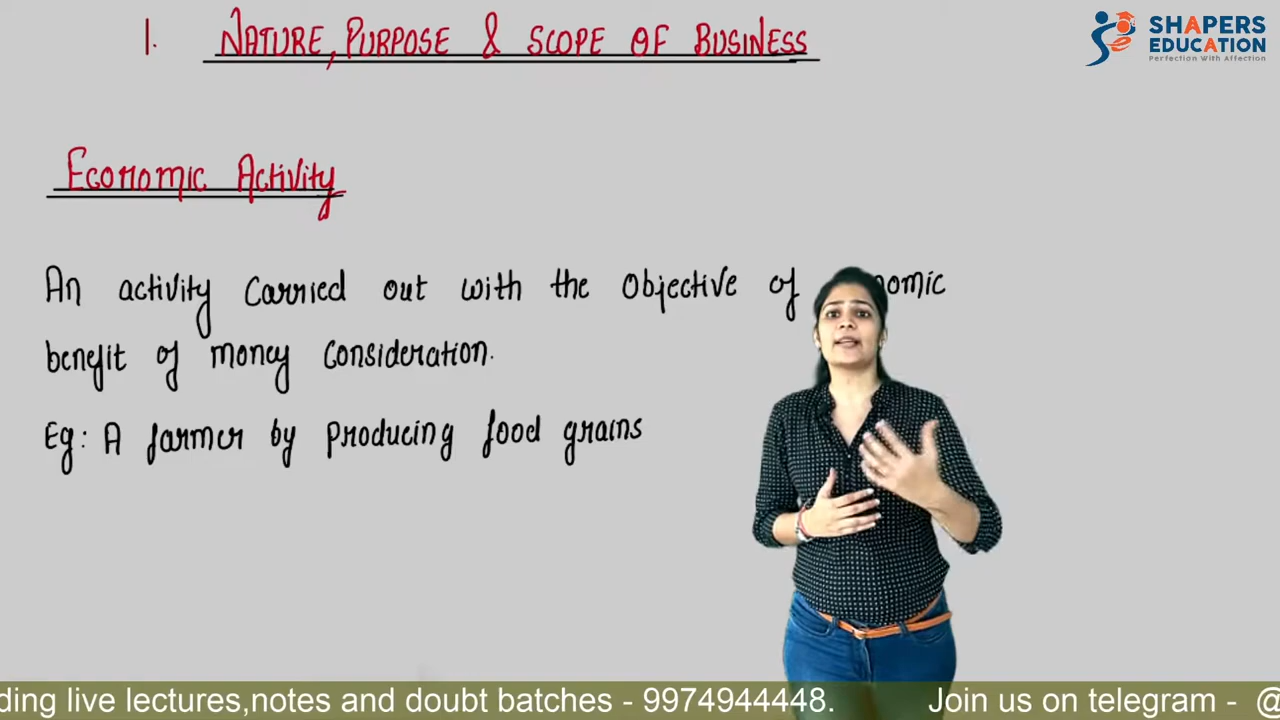 1. NATURE, PURPOSE & SCOPE OF BUSINESS
SHAPERS
EDUCATION
Perfection With Affection
Economic Activity
An activity carried out with the objective of nomic
benefit of money consideration.
Eg: A farmer by producing food grains
ding live lectures,notes and doubt batches - 9974944448. Join us on telegram - @